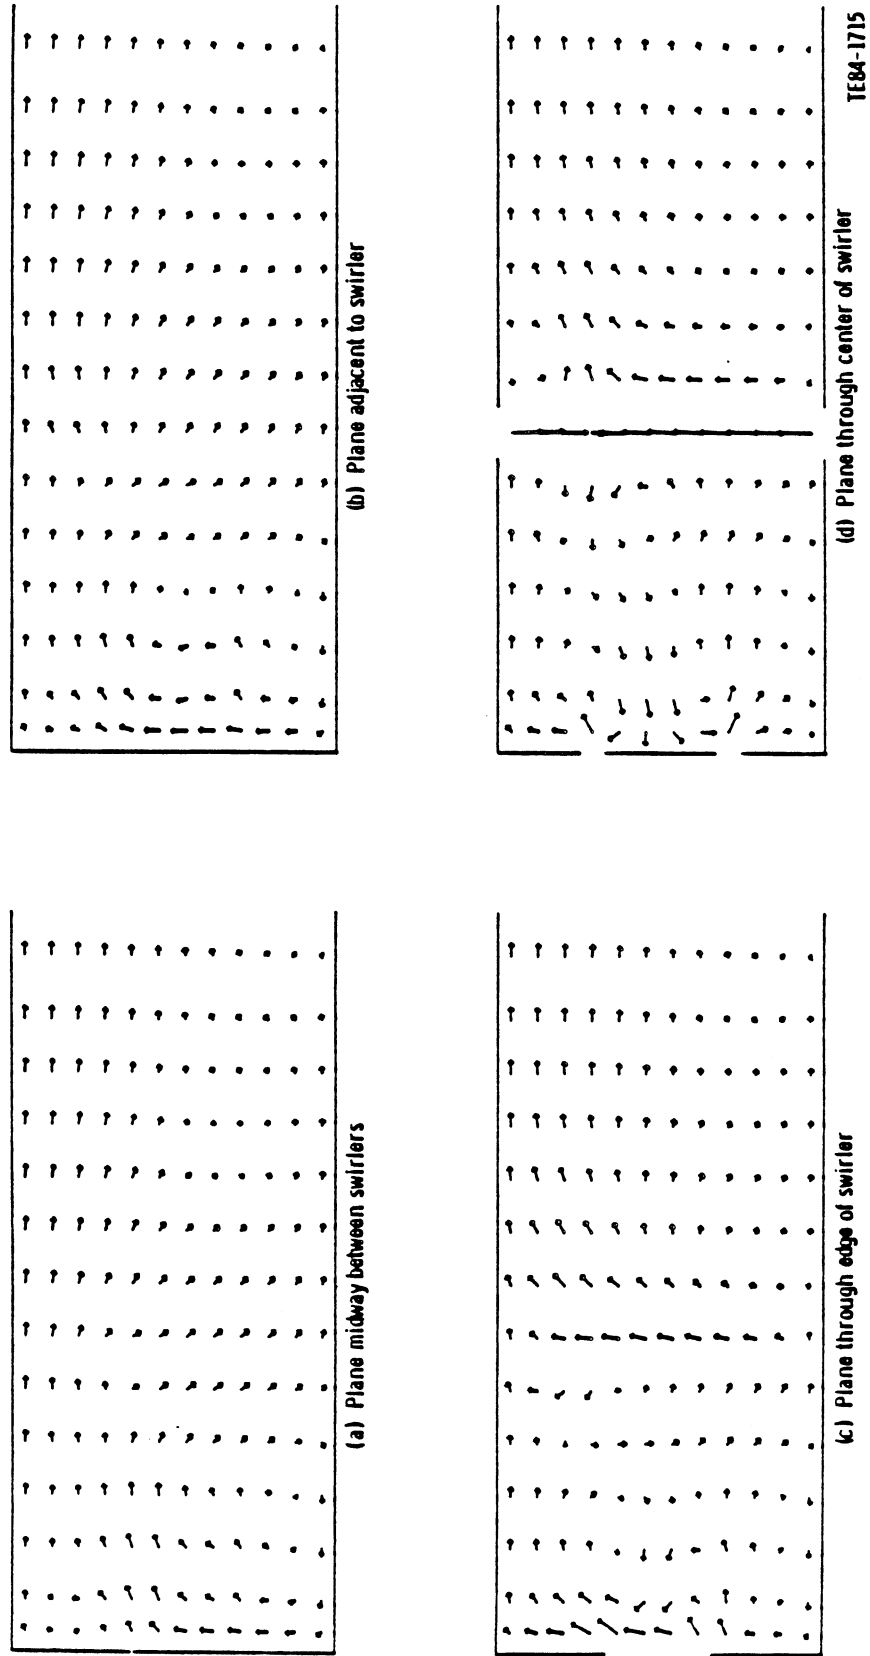 (a) Plane midway between swirlers
(b) Plane adjacent to swirler
(c) Plane through edge of swirler
(d) Plane through center of swirler
TE84-1715